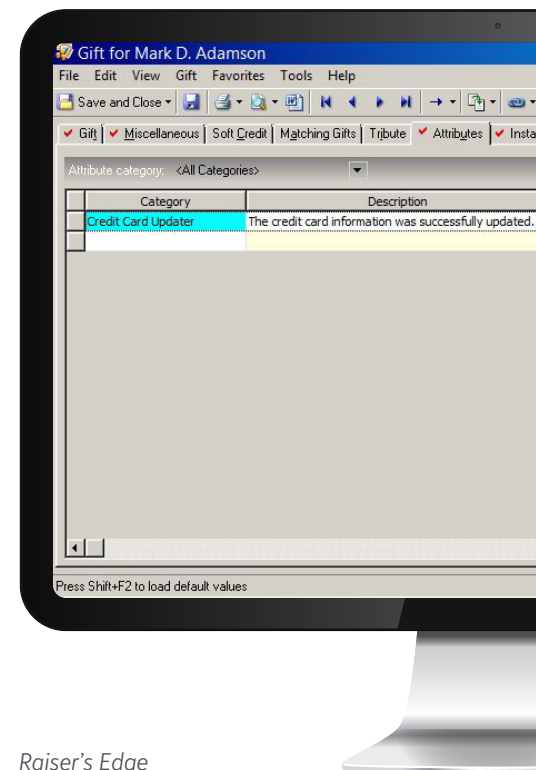 Gift for Mark D. Adamson
File Edit View Gift Favorites Tools Help
Save and Close
Gift Miscellaneous Soft Credit Matching Gifts Tribute Attributes Insta
Attribute category: <All Categories>
Category Description
Credit Card Updater The credit card information was successfully updated.
Press Shift+F2 to load default values
Raiser's Edge